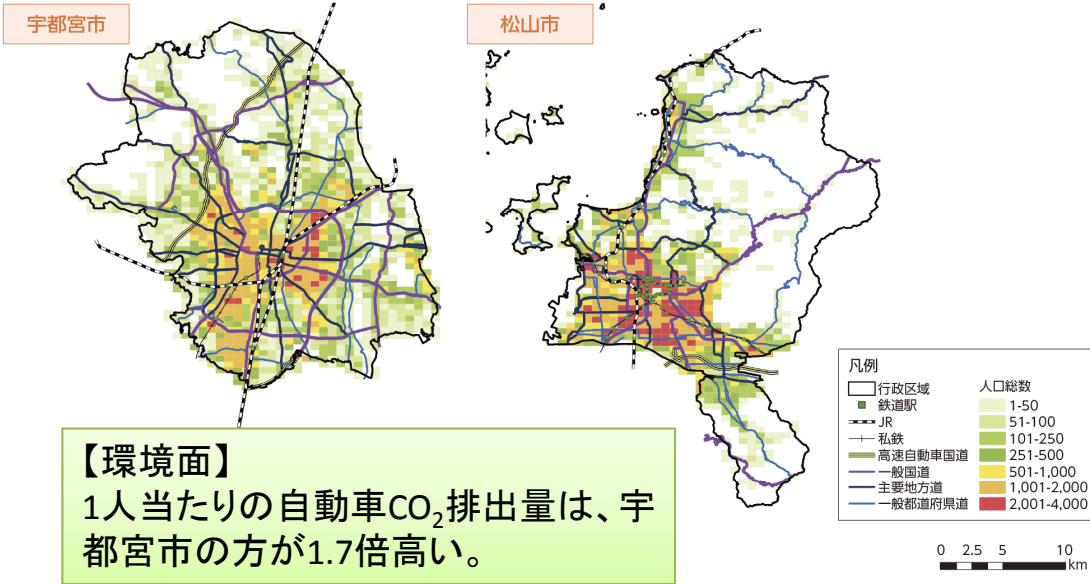 宇都宮市
松山市
凡例
行政区域
鉄道駅
JR
私鉄
高速自動車国道
一般国道
主要地方道
一般都道府県道
人口総数
1-50
51-100
101-250
251-500
501-1,000
1,001-2,000
2,001-4,000
【環境面】
1人当たりの自動車CO₂排出量は、宇
都宮市の方が1.7倍高い。
0 2.5 5 10
km